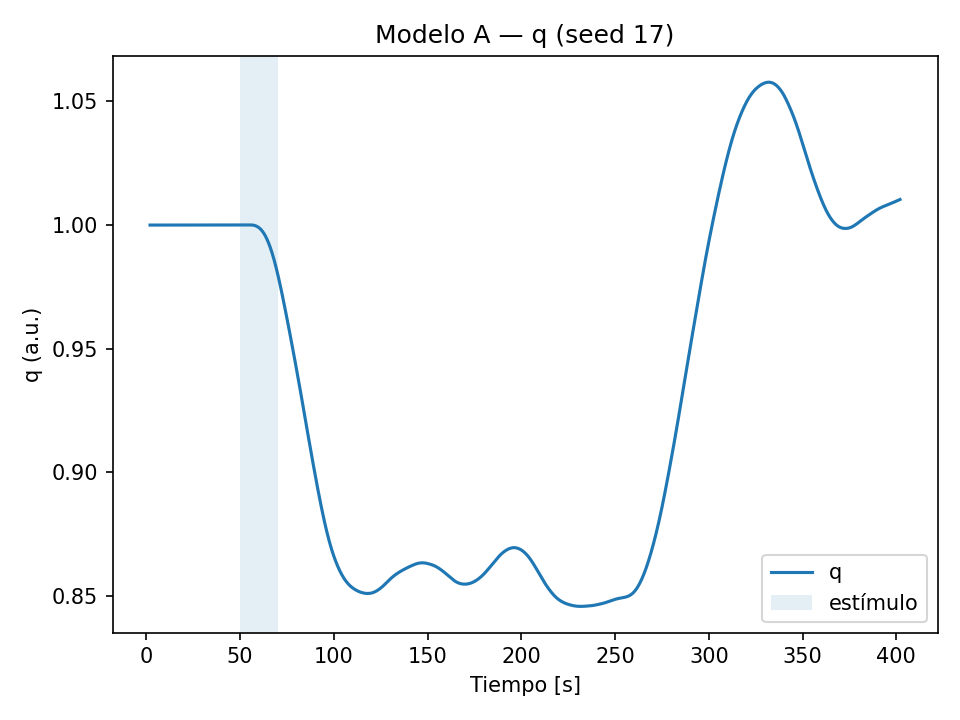 Modelo A — q (seed 17)
q (a.u.)
1.05
1.00
0.95
0.90
0.85
0 50 100 150 200 250 300 350 400
Tiempo [s]
q
estímulo